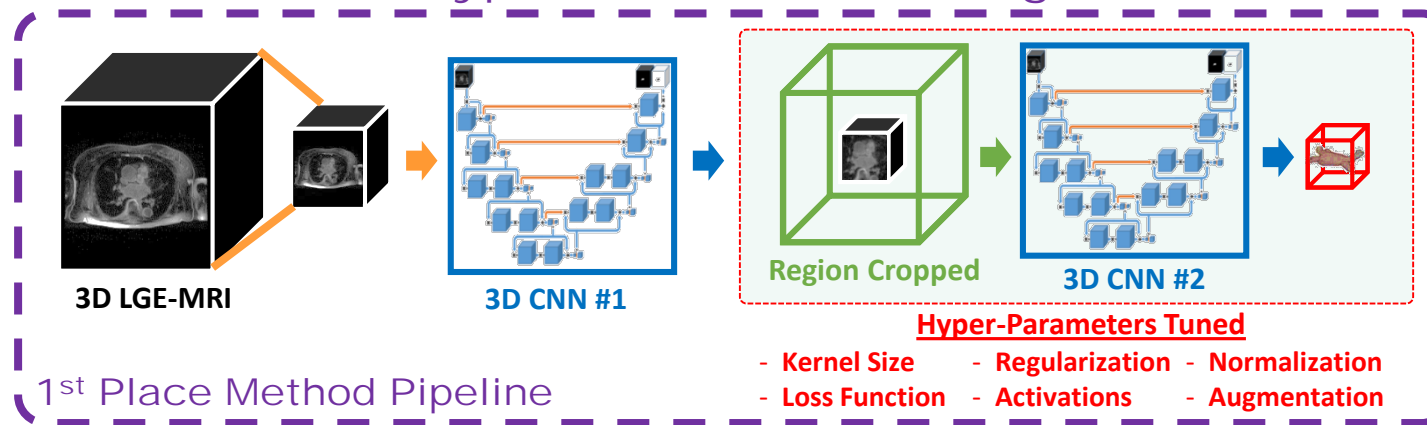 3D LGE-MRI
3D CNN #1
Region Cropped
3D CNN #2
Hyper-Parameters Tuned
- Kernel Size - Regularization - Normalization
- Loss Function - Activations - Augmentation
1st Place Method Pipeline